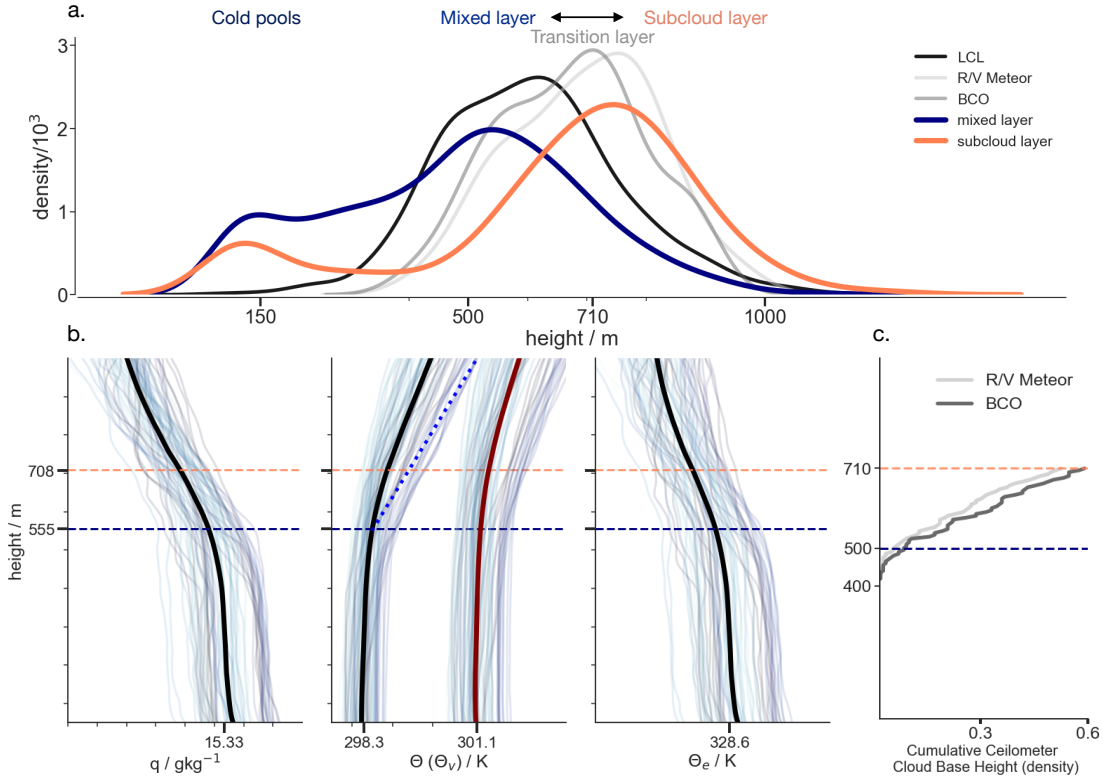 a.
Cold pools
Mixed layer
Subcloud layer
Transition layer
3
2
1
0
density/10³
LCL
R/V Meteor
BCO
mixed layer
subcloud layer
150
500
710
1000
height / m
b.
708
555
height / m
15.33
q / gkg⁻¹
298.3
301.1
Θ (Θᵥ) / K
328.6
Θₑ / K
c.
R/V Meteor
BCO
710
500
400
0.3
0.6
Cumulative Ceilometer
Cloud Base Height (density)